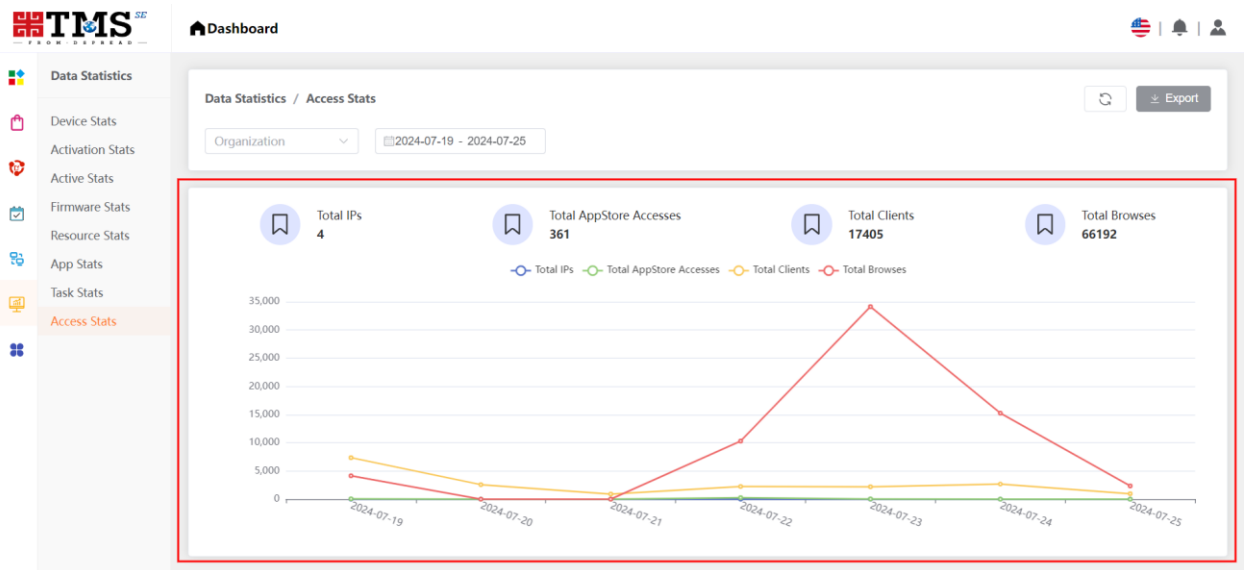 TMS SE
FROM·DSPREAD
Dashboard
Data Statistics
Device Stats
Activation Stats
Active Stats
Firmware Stats
Resource Stats
App Stats
Task Stats
Access Stats
Data Statistics / Access Stats
Export
Organization
2024-07-19 - 2024-07-25
Total IPs
4
Total AppStore Accesses
361
Total Clients
17405
Total Browses
66192
Total IPs Total AppStore Accesses Total Clients Total Browses
35,000
30,000
25,000
20,000
15,000
10,000
5,000
0
2024-07-19 2024-07-20 2024-07-21 2024-07-22 2024-07-23 2024-07-24 2024-07-25